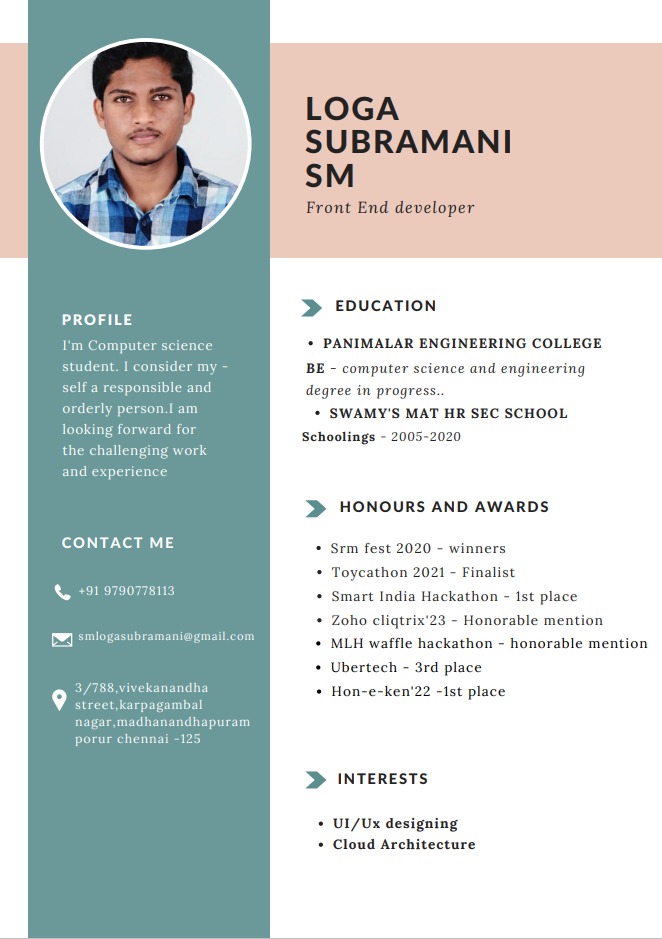 LOGA
SUBRAMANI
SM
Front End developer
PROFILE
I'm Computer science
student. I consider my -
self a responsible and
orderly person.I am
looking forward for
the challenging work
and experience
CONTACT ME
+91 9790778113
smlogasubramani@gmail.com
3/788,vivekanandha
street,karpagambal
nagar,madhanandhapuram
porur chennai -125
EDUCATION
• PANIMALAR ENGINEERING COLLEGE
BE - computer science and engineering
degree in progress..
• SWAMY'S MAT HR SEC SCHOOL
Schoolings - 2005-2020
HONOURS AND AWARDS
• Srm fest 2020 - winners
• Toycathon 2021 - Finalist
• Smart India Hackathon - 1st place
• Zoho cliqtrix'23 - Honorable mention
• MLH waffle hackathon - honorable mention
• Ubertech - 3rd place
• Hon-e-ken'22 -1st place
INTERESTS
• UI/Ux designing
• Cloud Architecture